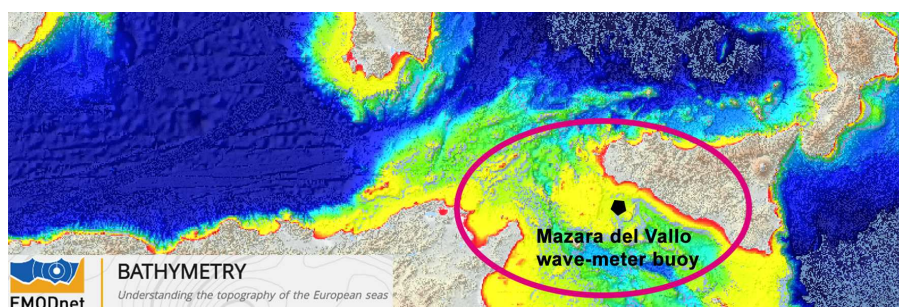 Mazara del Vallo
wave-meter buoy
BATHYMETRY
Understanding the topography of the European seas
EMODnet